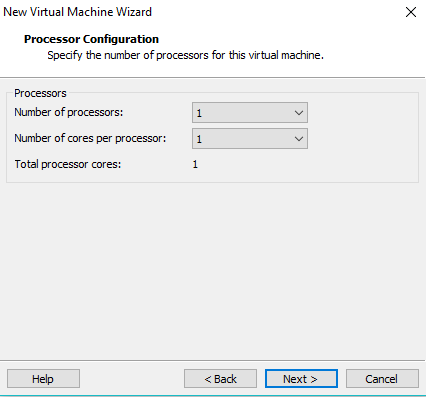 New Virtual Machine Wizard
Processor Configuration
Specify the number of processors for this virtual machine.
Processors
Number of processors: 1
Number of cores per processor: 1
Total processor cores: 1
Help < Back Next > Cancel